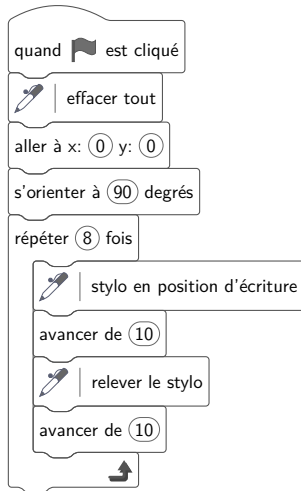 quand est cliqué
effacer tout
aller à x: 0 y: 0
s'orienter à 90 degrés
répéter 8 fois
stylo en position d'écriture
avancer de 10
relever le stylo
avancer de 10